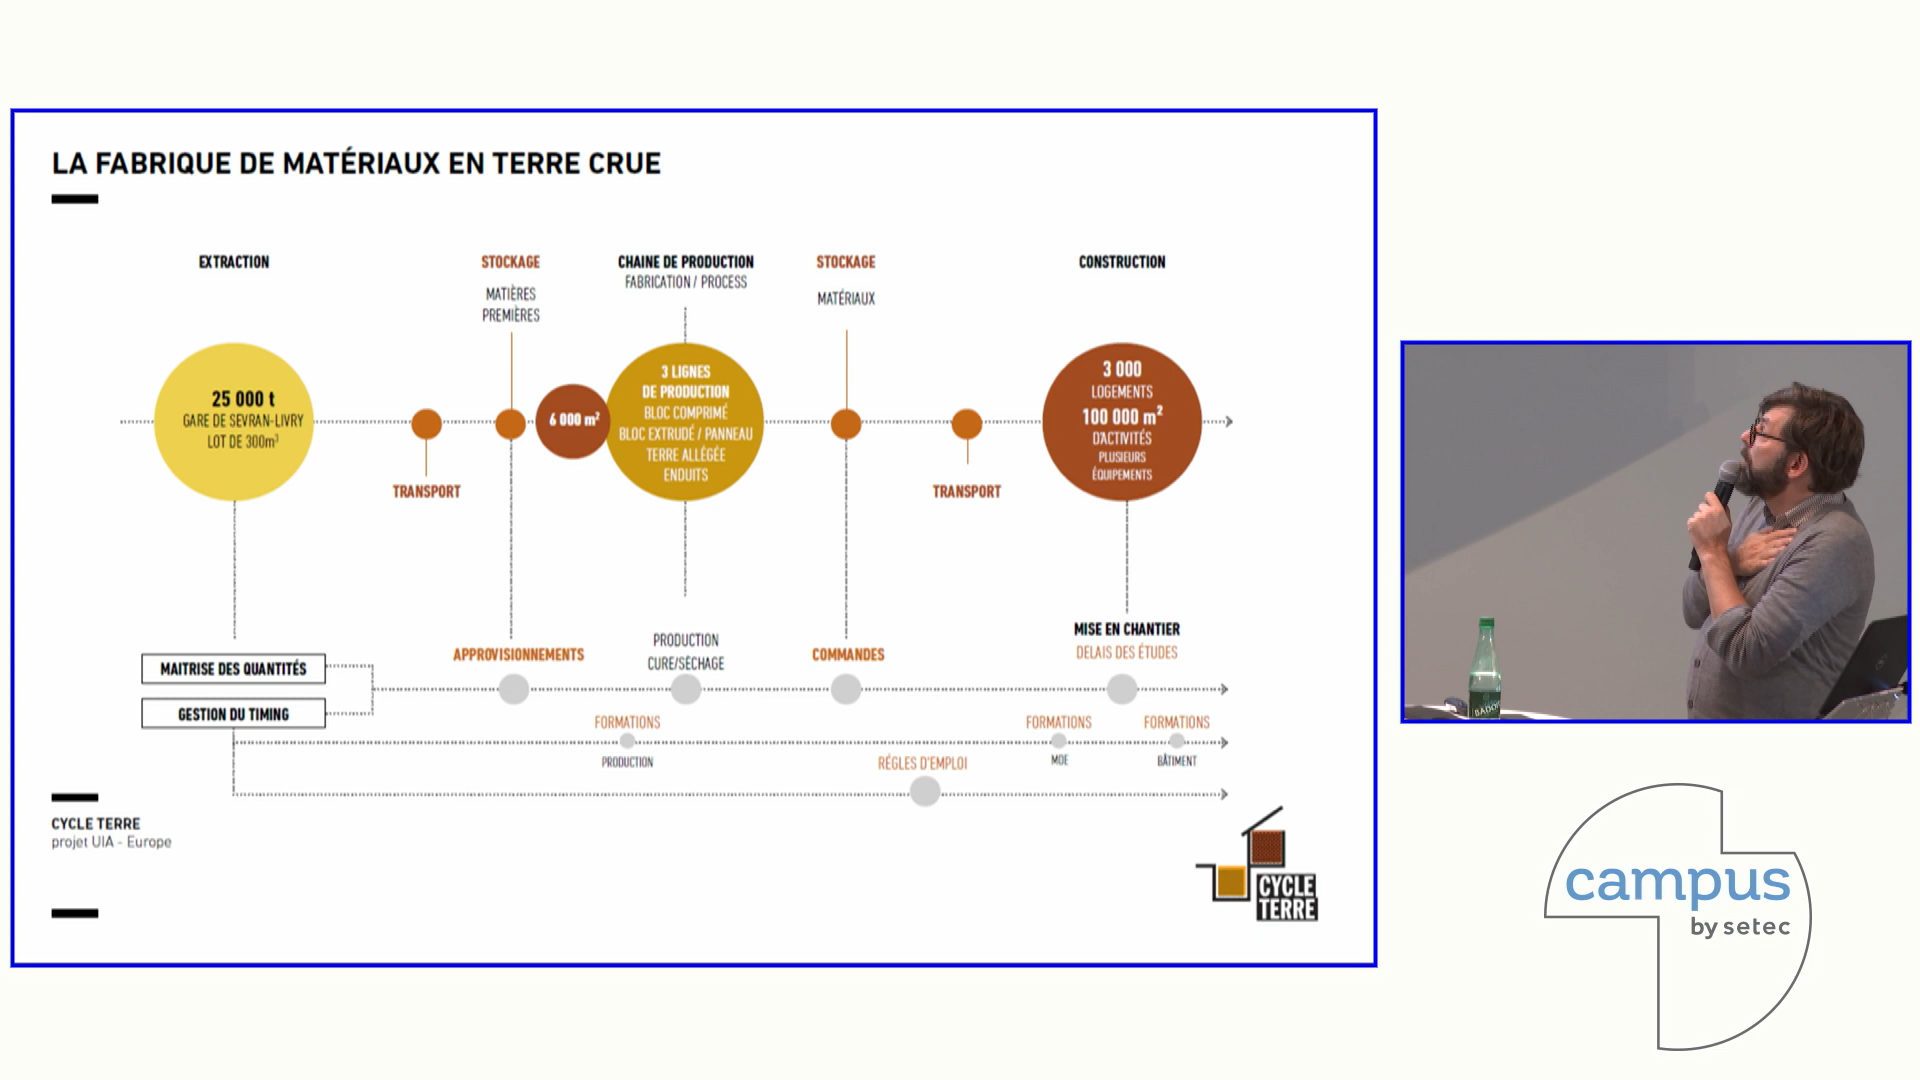 LA FABRIQUE DE MATÉRIAUX EN TERRE CRUE
EXTRACTION
STOCKAGE
MATIÈRES
PREMIÈRES
CHAINE DE PRODUCTION
FABRICATION / PROCESS
STOCKAGE
MATÉRIAUX
CONSTRUCTION
25 000 t
GARE DE SEVRAN-LIVRY
LOT DE 300m³
TRANSPORT
6 000 m²
3 LIGNES
DE PRODUCTION
BLOC COMPRIMÉ
BLOC EXTRUDÉ / PANNEAU
TERRE ALLÉGÉE
ENDUITS
TRANSPORT
3 000
LOGEMENTS
100 000 m²
D'ACTIVITÉS
PLUSIEURS
ÉQUIPEMENTS
MAITRISE DES QUANTITÉS
GESTION DU TIMING
APPROVISIONNEMENTS
PRODUCTION
CURE/SÉCHAGE
COMMANDES
MISE EN CHANTIER
DELAIS DES ÉTUDES
FORMATIONS
PRODUCTION
FORMATIONS
MOE
FORMATIONS
BÂTIMENT
RÉGLES D'EMPLOI
CYCLE TERRE
projet UIA - Europe
CYCLE
TERRE
BADOI
campus
by setec